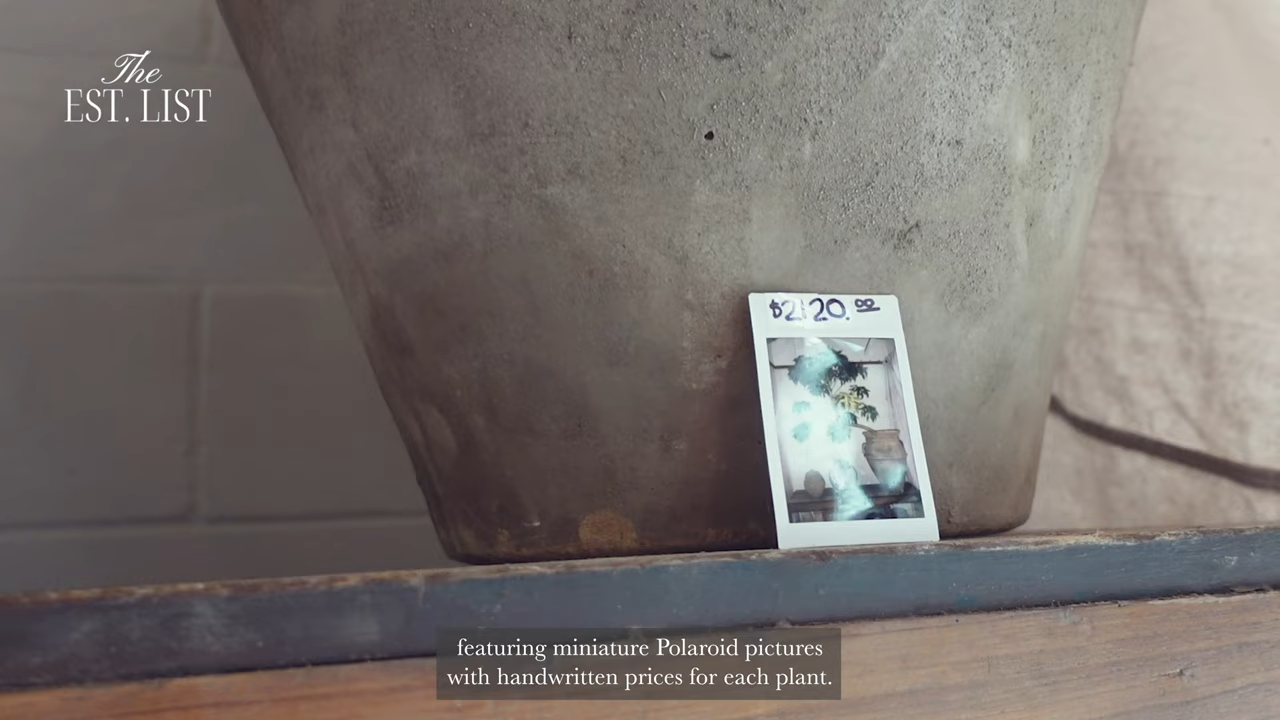 The
EST. LIST
$2120.00
featuring miniature Polaroid pictures
with handwritten prices for each plant.